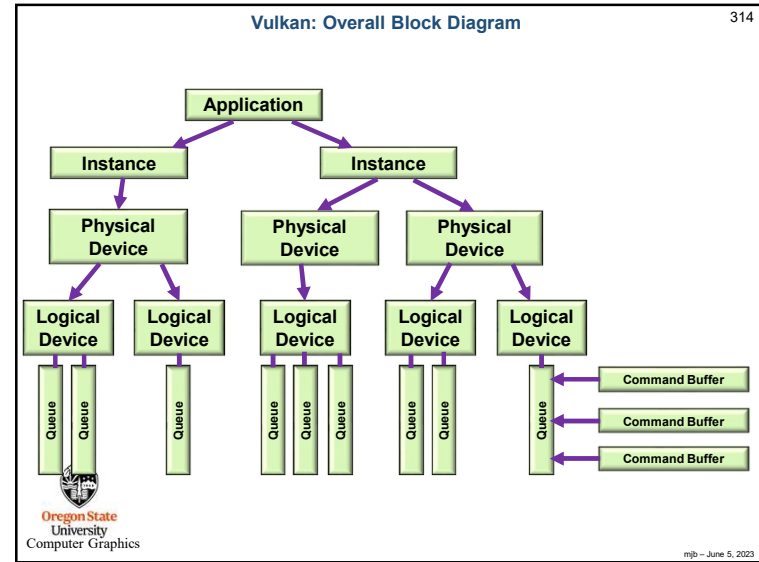 Vulkan: Overall Block Diagram
314
Application
Instance
Instance
Physical
Device
Physical
Device
Physical
Device
Logical
Device
Logical
Device
Logical
Device
Logical
Device
Logical
Device
Queue
Queue
Queue
Queue
Queue
Queue
Queue
Queue
Queue
Command Buffer
Command Buffer
Command Buffer
Oregon State
University
Computer Graphics
mjb – June 5, 2023